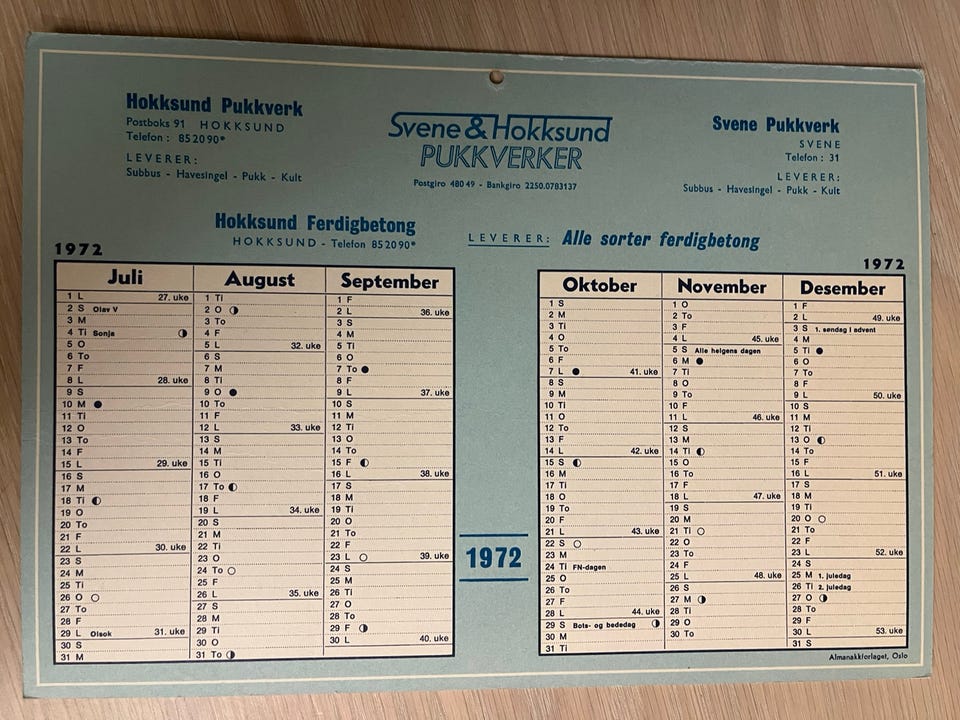 Hokksund Pukkverk
Postboks 91 HOKKSUND
Telefon : 852090*
LEVERER:
Subbus - Havesingel - Pukk - Kult
Svene & Hokksund
PUKKVERKER
Postgiro 480 49 - Bankgiro 2250.0783137
Svene Pukkverk
SVENE
Telefon : 31
LEVERER:
Subbus - Havesingel - Pukk - Kult
Hokksund Ferdigbetong
HOKKSUND - Telefon 852090*
LEVERER: Alle sorter ferdigbetong
1972
Juli
1 L 27. uke
2 S Olav V
3 M
4 Ti Sonja
5 O
6 To
7 F
8 L 28. uke
9 S
10 M
11 Ti
12 O
13 To
14 F
15 L 29. uke
16 S
17 M
18 Ti
19 O
20 To
21 F
22 L 30. uke
23 S
24 M
25 Ti
26 O
27 To
28 F
29 L Olsok 31. uke
30 S
31 M
August
1 Ti
2 O
3 To
4 F
5 L 32. uke
6 S
7 M
8 Ti
9 O
10 To
11 F
12 L 33. uke
13 S
14 M
15 Ti
16 O
17 To
18 F
19 L 34. uke
20 S
21 M
22 Ti
23 O
24 To
25 F
26 L 35. uke
27 S
28 M
29 Ti
30 O
31 To
September
1 F
2 L 36. uke
3 S
4 M
5 Ti
6 O
7 To
8 F
9 L 37. uke
10 S
11 M
12 Ti
13 O
14 To
15 F
16 L 38. uke
17 S
18 M
19 Ti
20 O
21 To
22 F
23 L 39. uke
24 S
25 M
26 Ti
27 O
28 To
29 F
30 L 40. uke
1972
1972
Oktober
1 S
2 M
3 Ti
4 O
5 To
6 F
7 L 41. uke
8 S
9 M
10 Ti
11 O
12 To
13 F
14 L 42. uke
15 S
16 M
17 Ti
18 O
19 To
20 F
21 L 43. uke
22 S
23 M
24 Ti FN-dagen
25 O
26 To
27 F
28 L 44. uke
29 S Bots- og bededag
30 M
31 Ti
November
1 O
2 To
3 F
4 L 45. uke
5 S Alle helgens dagen
6 M
7 Ti
8 O
9 To
10 F
11 L 46. uke
12 S
13 M
14 Ti
15 O
16 To
17 F
18 L 47. uke
19 S
20 M
21 Ti
22 O
23 To
24 F
25 L 48. uke
26 S
27 M
28 Ti
29 O
30 To
Desember
1 F
2 L 49. uke
3 S 1. søndag i advent
4 M
5 Ti
6 O
7 To
8 F
9 L 50. uke
10 S
11 M
12 Ti
13 O
14 To
15 F
16 L 51. uke
17 S
18 M
19 Ti
20 O
21 To
22 F
23 L 52. uke
24 S
25 M 1. juledag
26 Ti 2. juledag
27 O
28 To
29 F
30 L 53. uke
31 S
Almanakkforlaget, Oslo